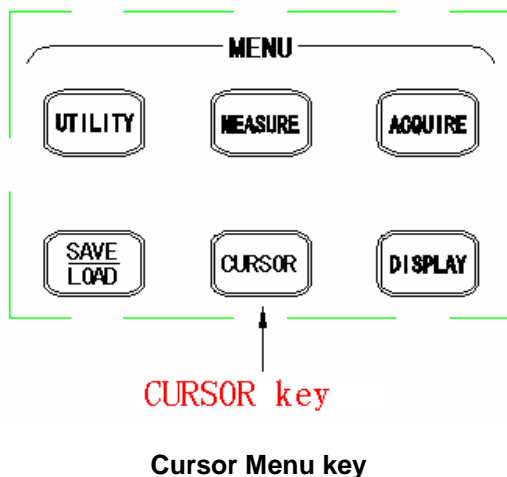 MENU
UTILITY
MEASURE
ACQUIRE
SAVE
LOAD
CURSOR
DISPLAY
CURSOR key
Cursor Menu key